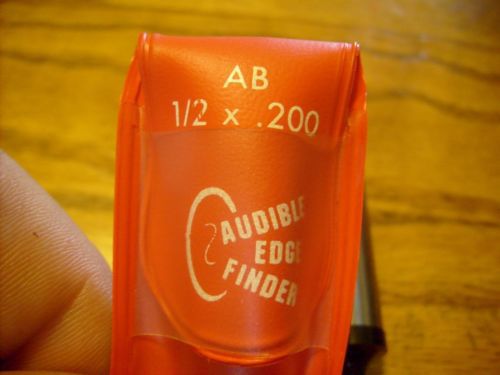 AB
1/2 x .200
AUDIBLE
EDGE
FINDER